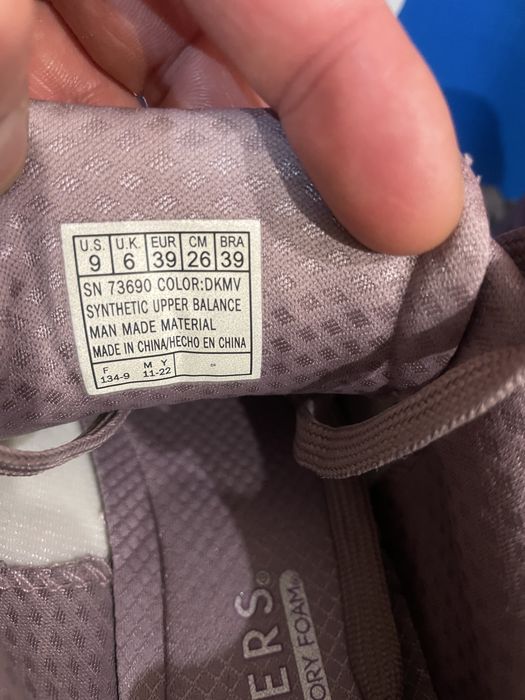 U.S. U.K. EUR CM BRA
9 6 39 26 39
SN 73690 COLOR:DKMV
SYNTHETIC UPPER BALANCE
MAN MADE MATERIAL
MADE IN CHINA/HECHO EN CHINA
F M Y
134-9 11-22
ERS
ORY FOAM